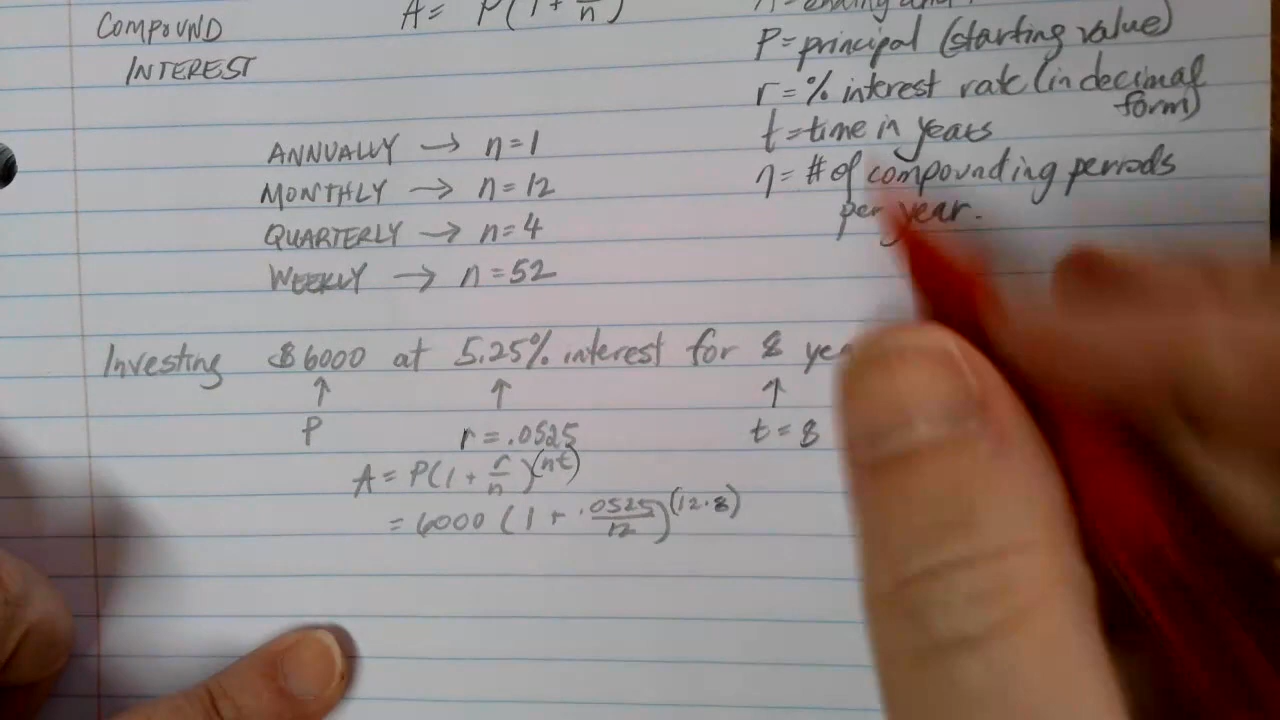 COMPOUND
INTEREST
A = P(1 + r/n)
P = principal (starting value)
r = % interest rate (in decimal
form)
t = time in years
n = # of compounding periods
per year.
ANNUALLY → n = 1
MONTHLY → n = 12
QUARTERLY → n = 4
WEEKLY → n = 52
Investing $6000 at 5.25% interest for 8
↑ ↑ ↑
P r = .0525 t = 8
A = P(1 + r/n)^(nt)
= 6000 (1 + .0525/12)^(12·8)